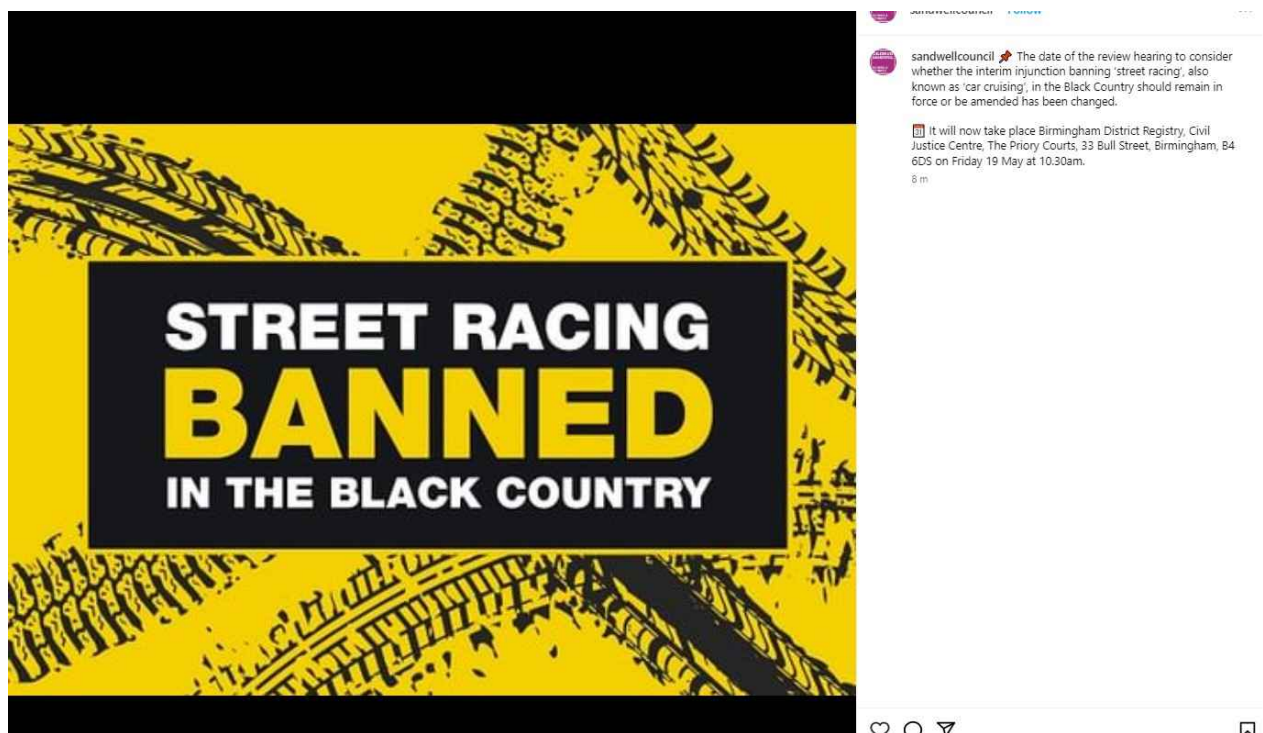 STREET RACING
BANNED
IN THE BLACK COUNTRY
sandwellcouncil Follow
sandwellcouncil 📌 The date of the review hearing to consider
whether the interim injunction banning 'street racing', also
known as 'car cruising', in the Black Country should remain in
force or be amended has been changed.
📅 It will now take place Birmingham District Registry, Civil
Justice Centre, The Priory Courts, 33 Bull Street, Birmingham, B4
6DS on Friday 19 May at 10.30am.
8 m